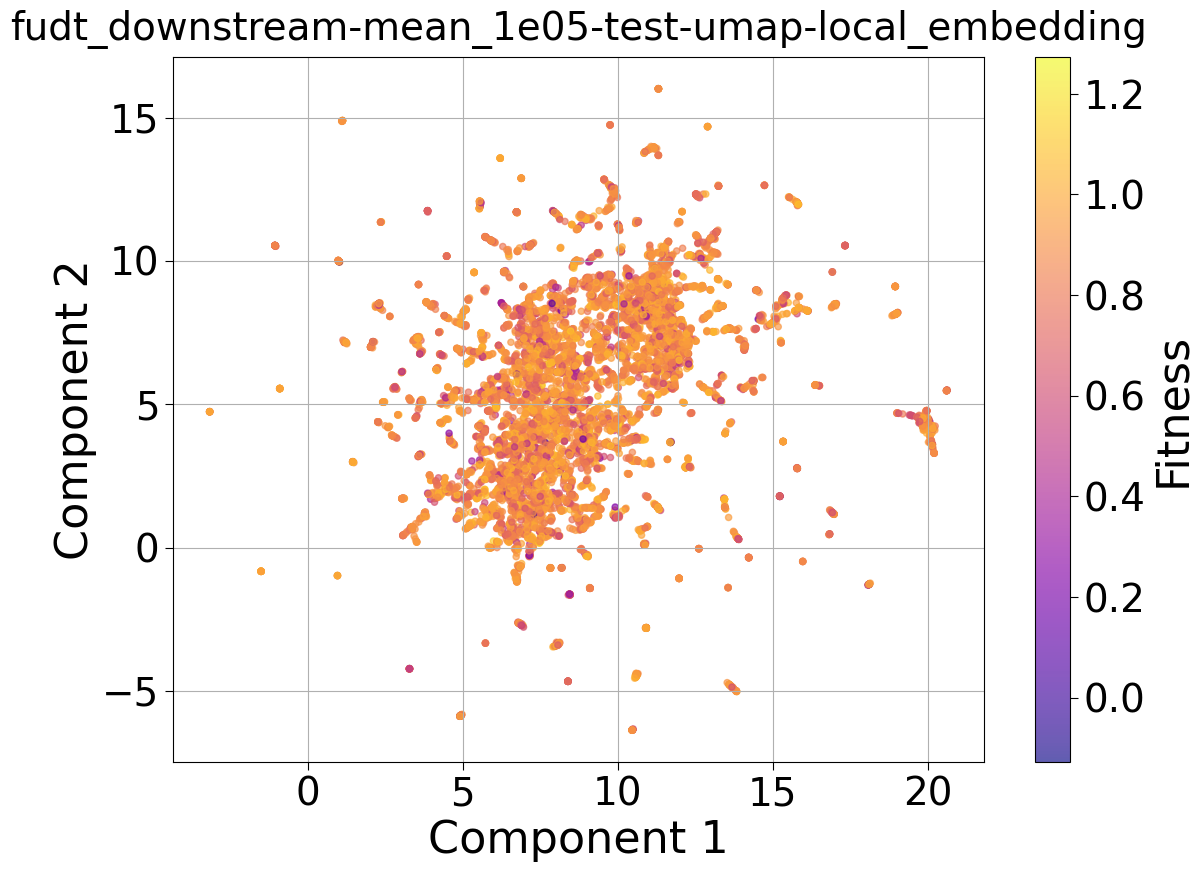 fudt_downstream-mean_1e05-test-umap-local_embedding
15
10
5
0
−5
0 5 10 15 20
Component 1
Component 2
1.2
1.0
0.8
0.6
0.4
0.2
0.0
Fitness